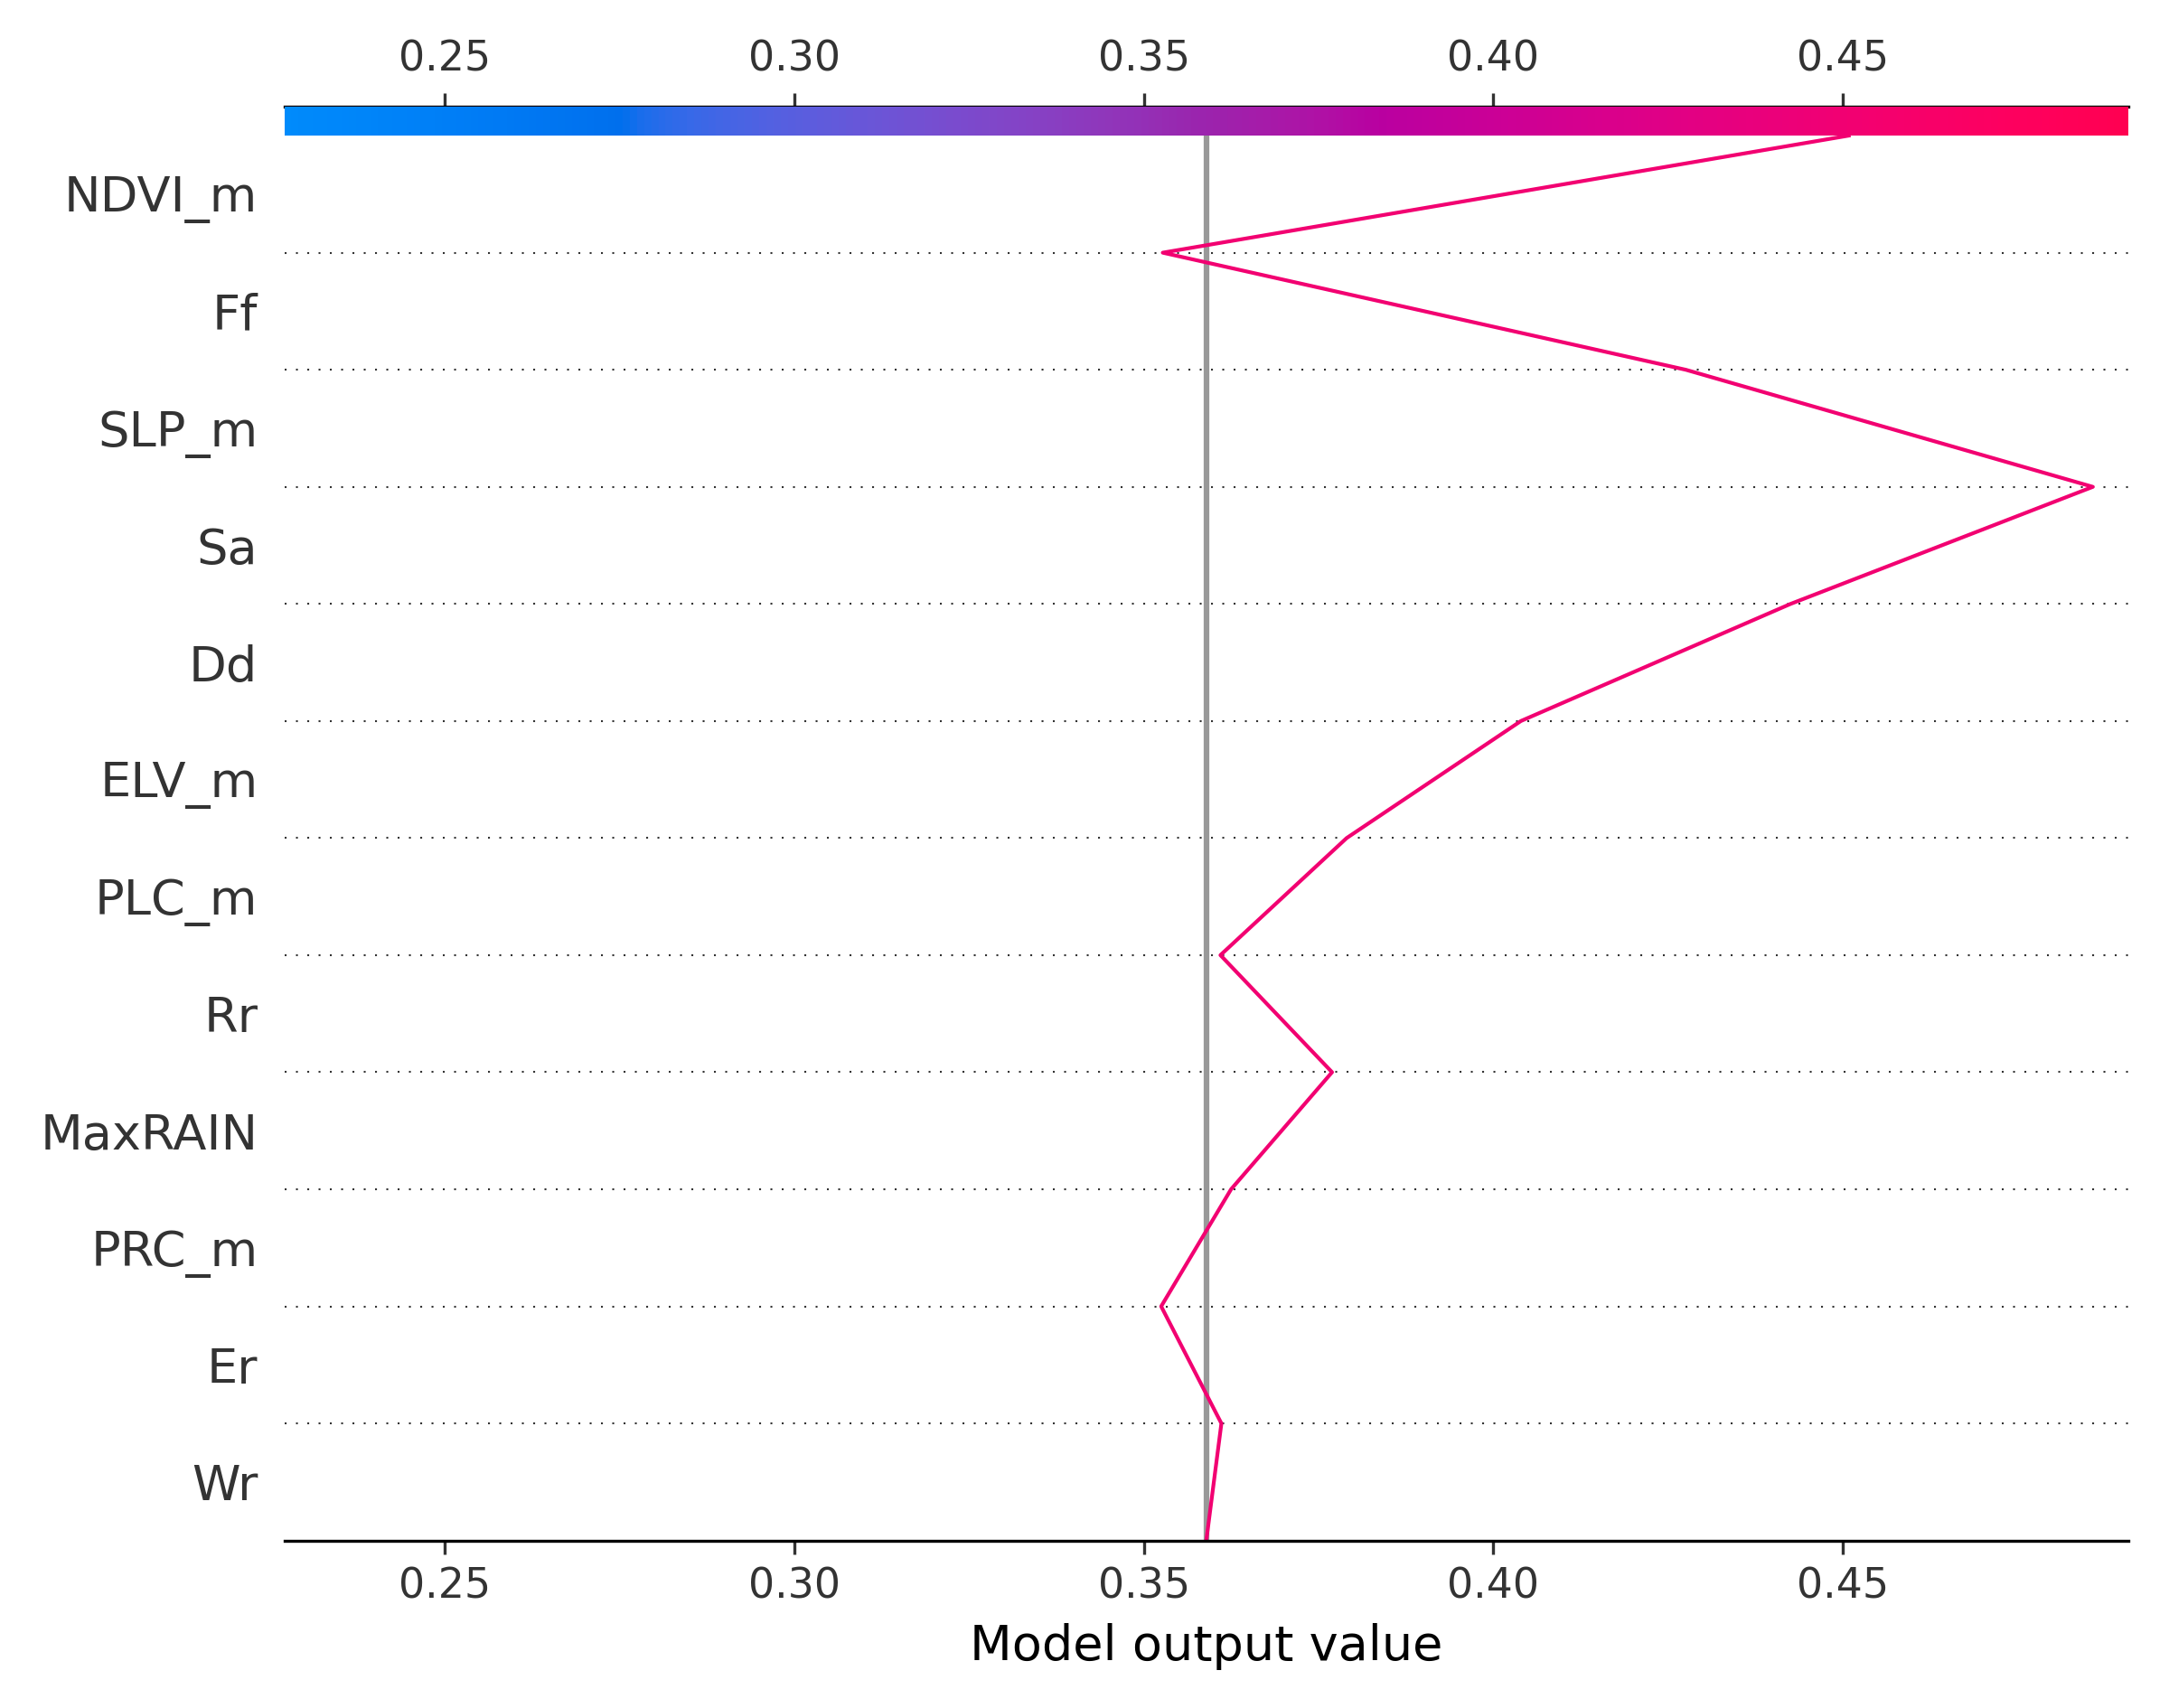 0.25 0.30 0.35 0.40 0.45
NDVI_m
Ff
SLP_m
Sa
Dd
ELV_m
PLC_m
Rr
MaxRAIN
PRC_m
Er
Wr
0.25 0.30 0.35 0.40 0.45
Model output value